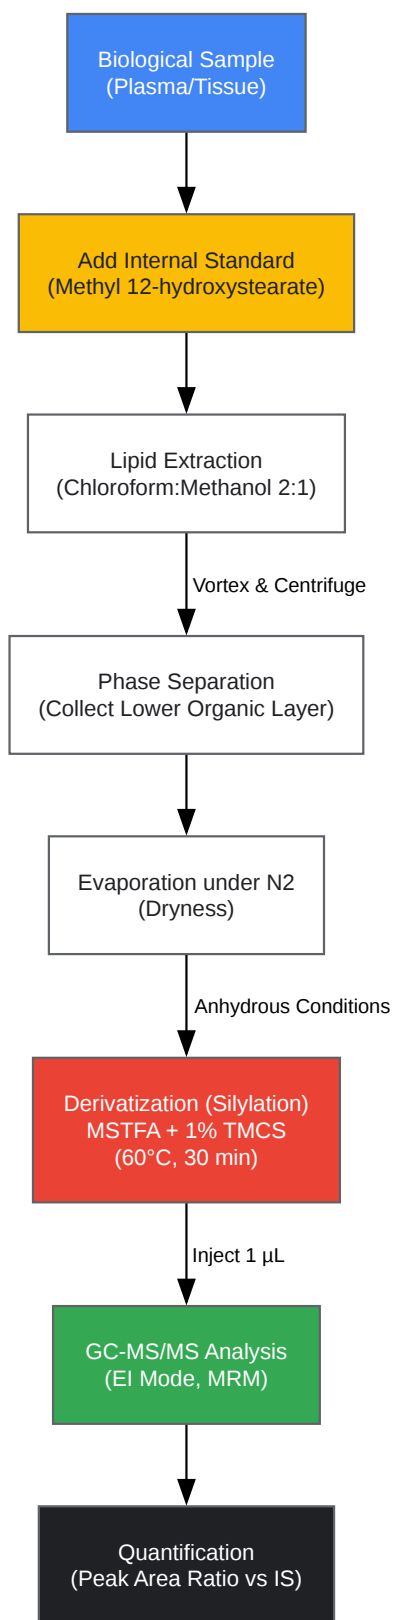 Biological Sample
(Plasma/Tissue)
Add Internal Standard
(Methyl 12-hydroxystearate)
Lipid Extraction
(Chloroform:Methanol 2:1)
Vortex & Centrifuge
Phase Separation
(Collect Lower Organic Layer)
Evaporation under N2
(Dryness)
Anhydrous Conditions
Derivatization (Silylation)
MSTFA + 1% TMCS
(60°C, 30 min)
Inject 1 µL
GC-MS/MS Analysis
(EI Mode, MRM)
Quantification
(Peak Area Ratio vs IS)